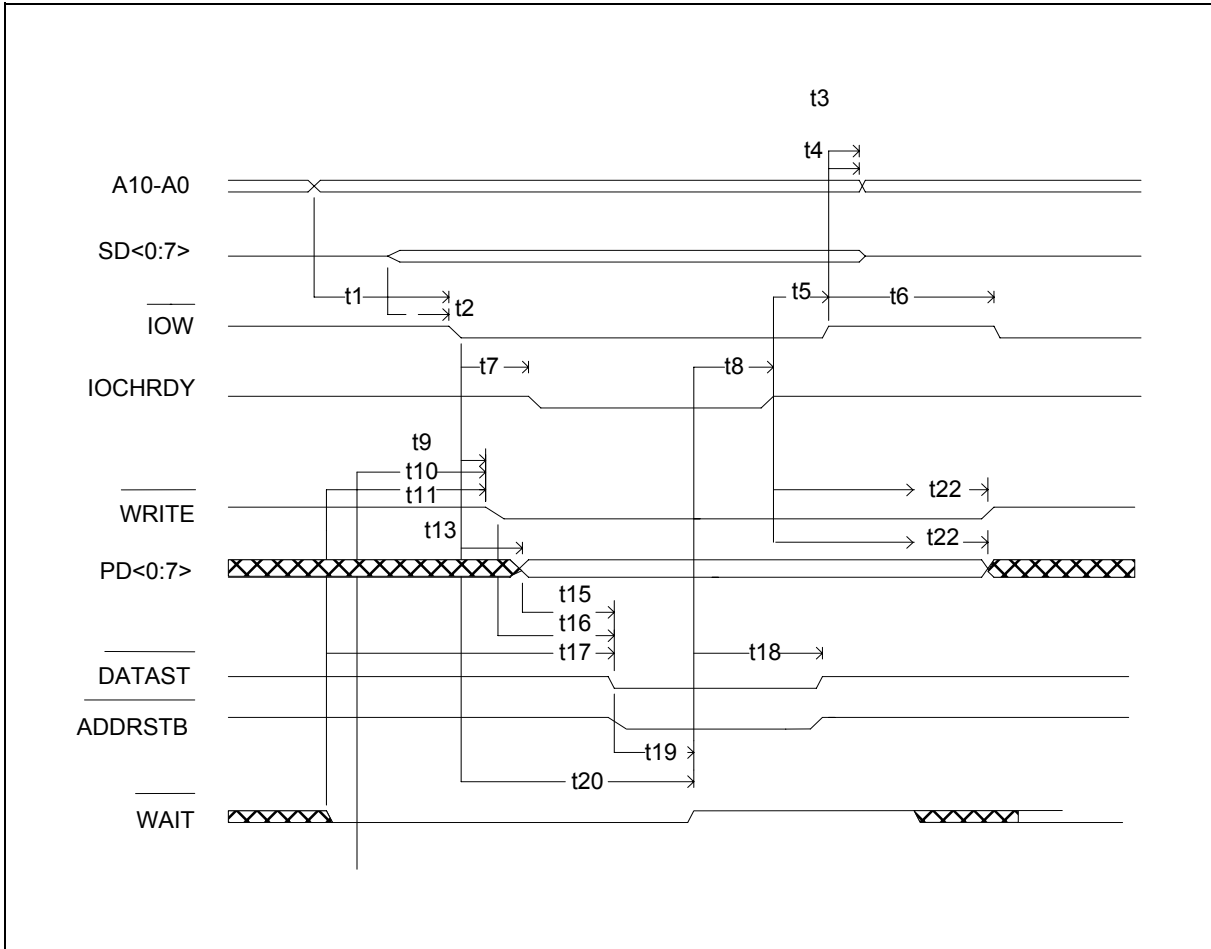 t3
t4
A10-A0
SD<0:7>
t1
t2
t5
t6
IOW
t7
t8
IOCHRDY
t9
t10
t11
t22
WRITE
t13
t22
PD<0:7>
t15
t16
t17
t18
DATAST
ADDRSTB
t19
t20
WAIT